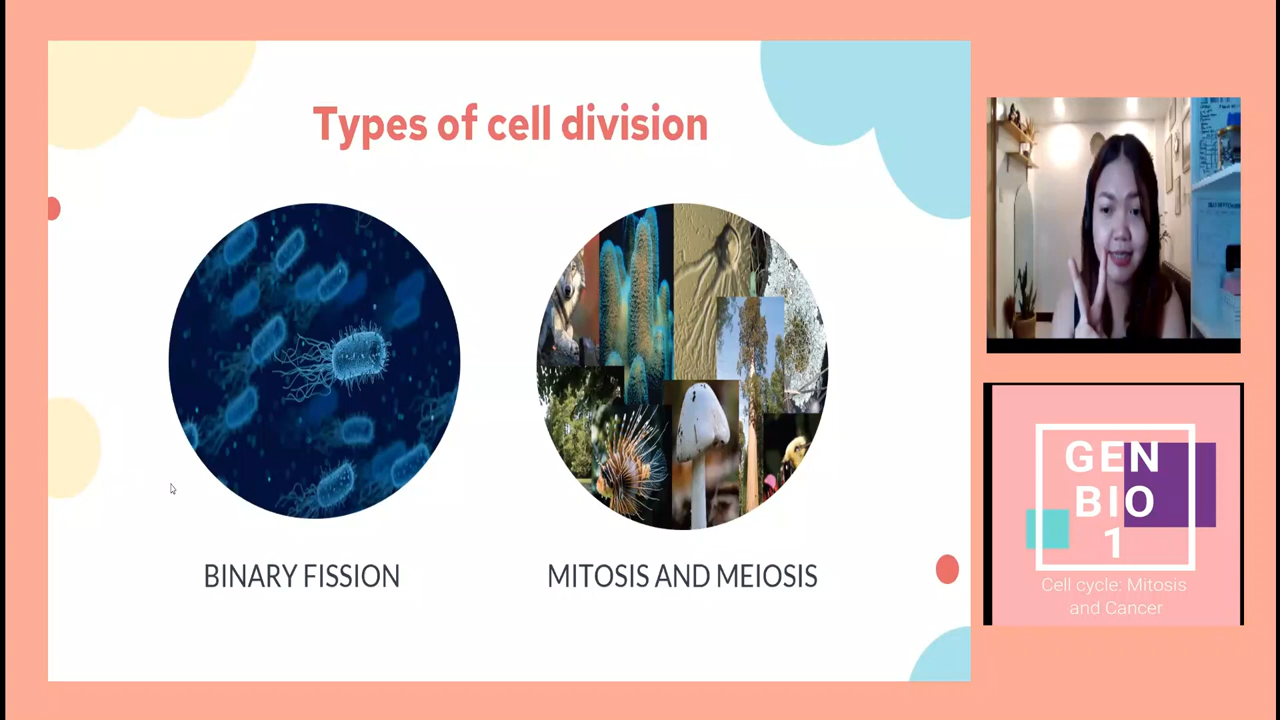 Types of cell division
BINARY FISSION
MITOSIS AND MEIOSIS
GEN
BIO
1
Cell cycle: Mitosis
and Cancer